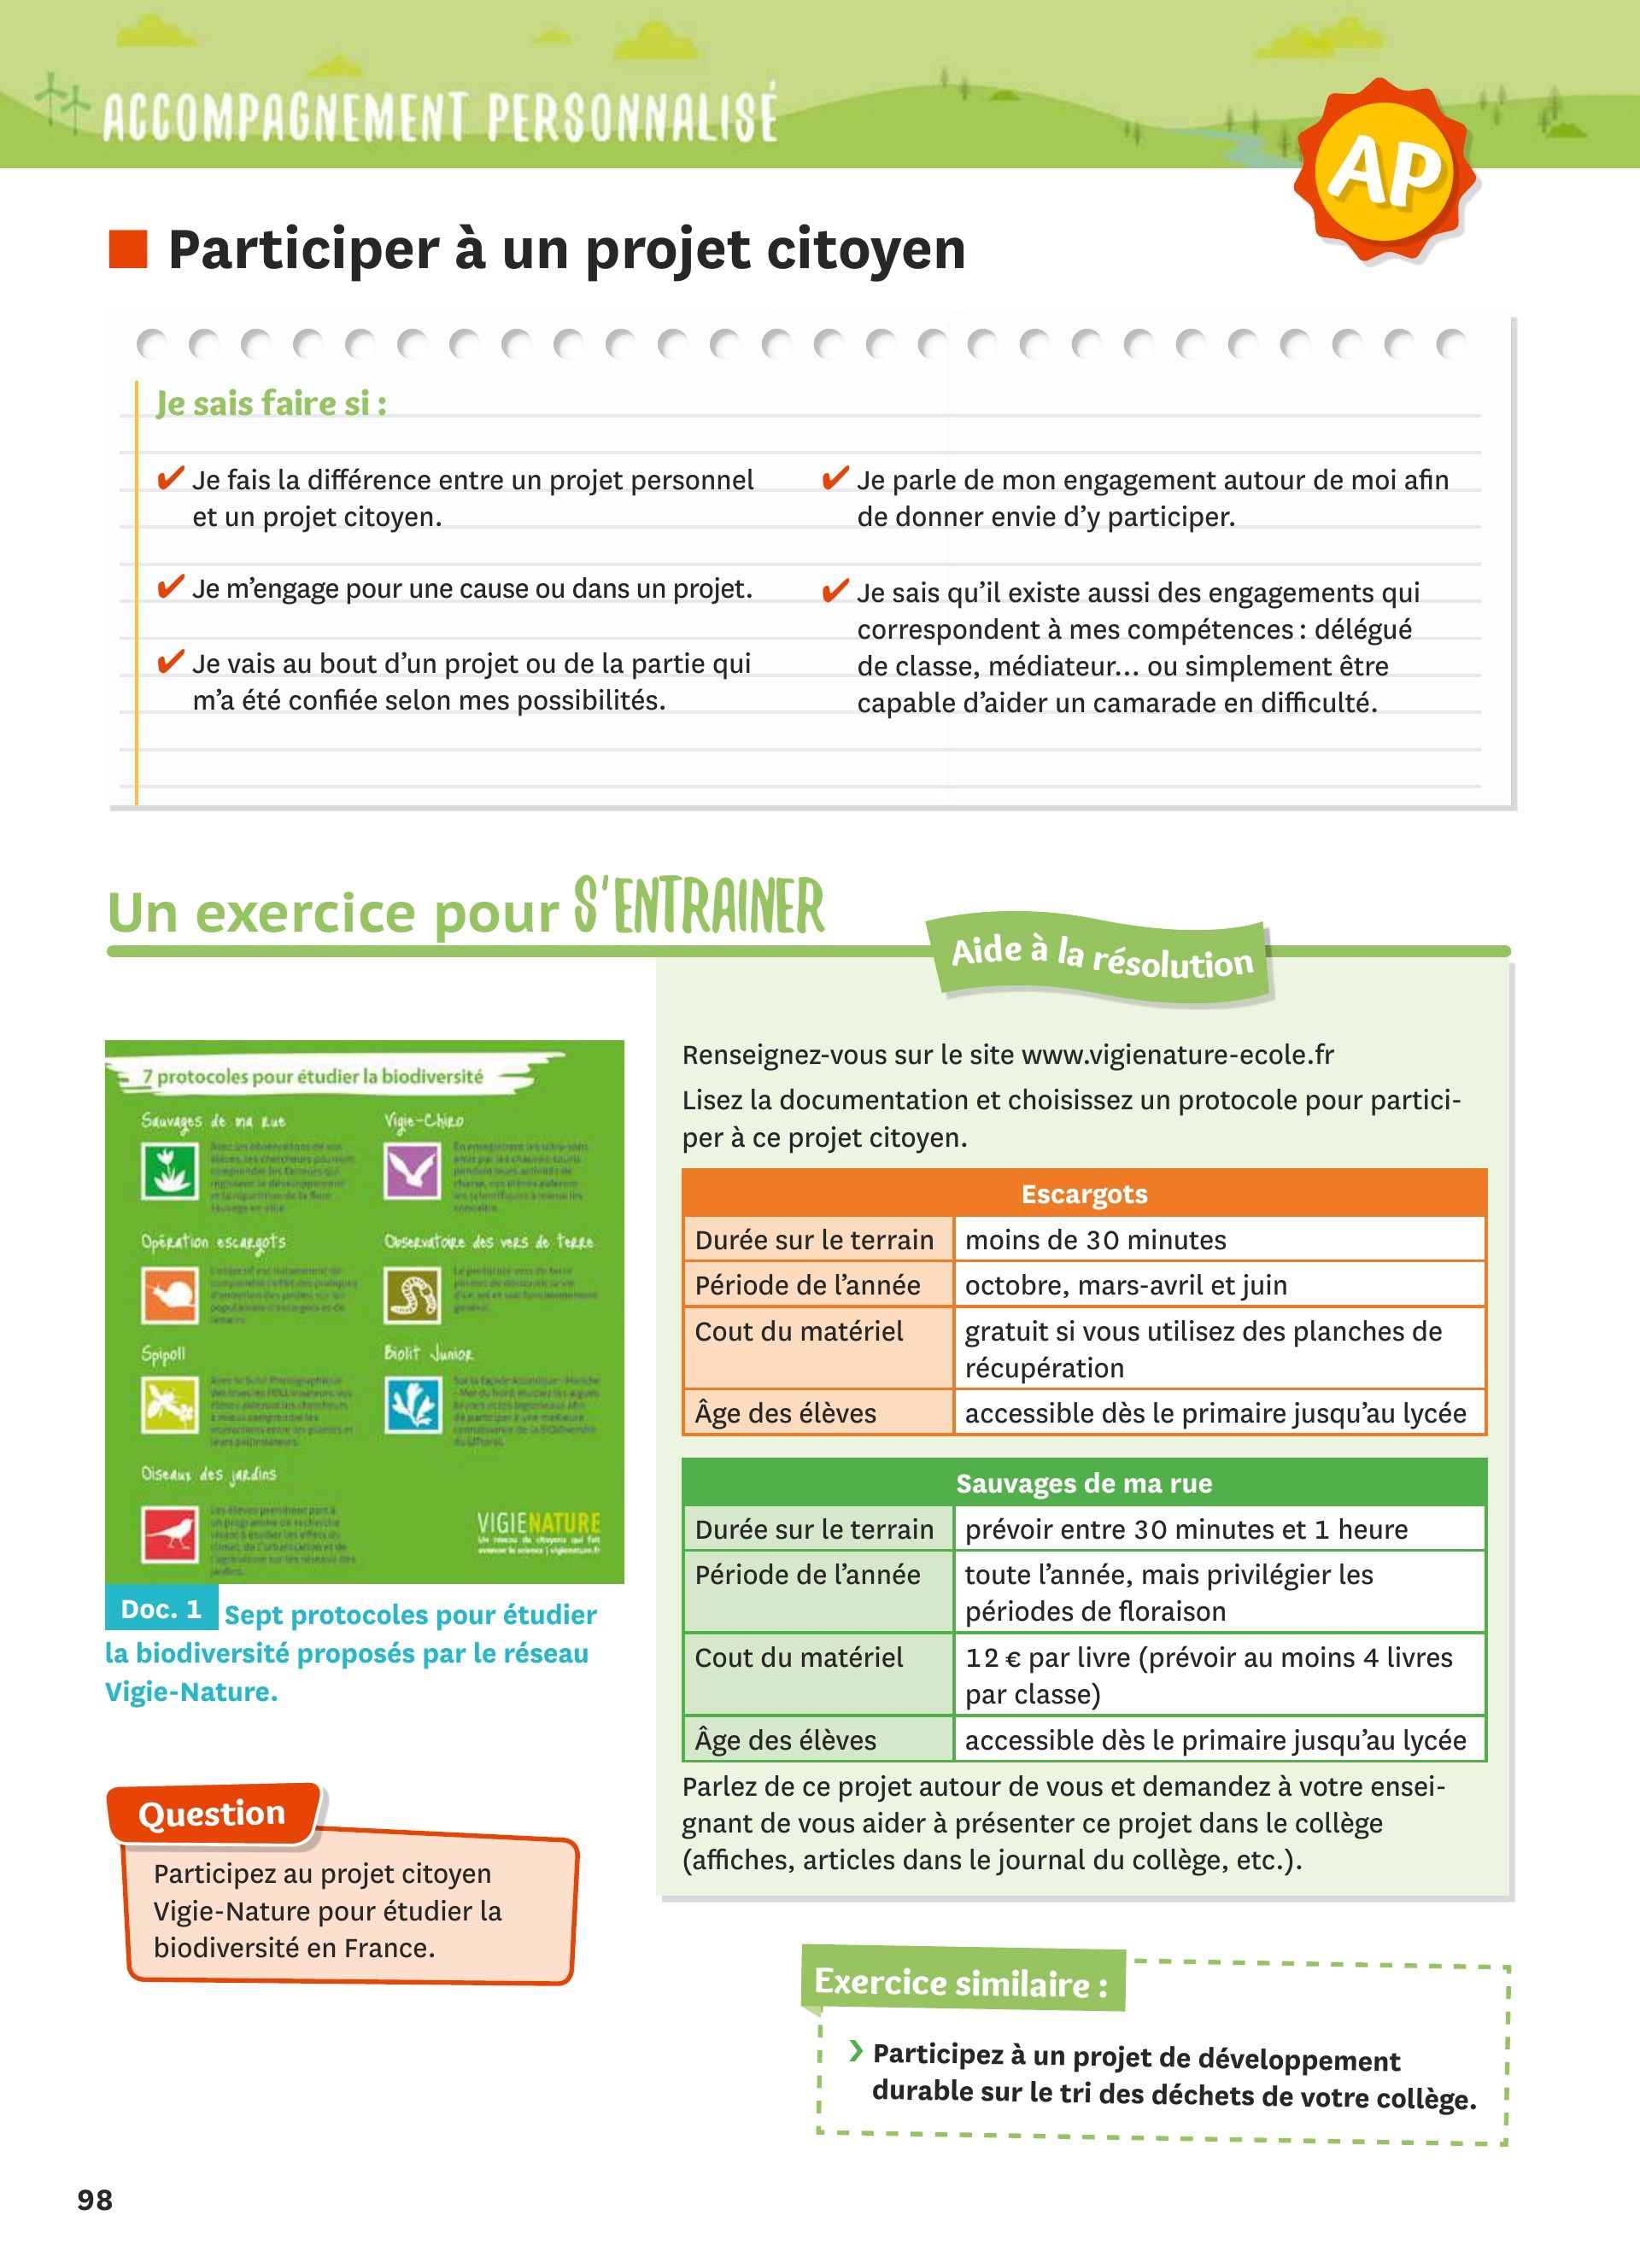 ACCOMPAGNEMENT PERSONNALISÉ
AP
Participer à un projet citoyen
Je sais faire si :
✔ Je fais la différence entre un projet personnel
et un projet citoyen.
✔ Je m'engage pour une cause ou dans un projet.
✔ Je vais au bout d'un projet ou de la partie qui
m'a été confiée selon mes possibilités.
✔ Je parle de mon engagement autour de moi afin
de donner envie d'y participer.
✔ Je sais qu'il existe aussi des engagements qui
correspondent à mes compétences : délégué
de classe, médiateur... ou simplement être
capable d'aider un camarade en difficulté.
Un exercice pour S'ENTRAINER
7 protocoles pour étudier la biodiversité
Sauvages de ma rue
Vigie-Chiro
Opération escargots
Observatoire des vers de terre
Spipoll
Biolit Junior
Oiseaux des jardins
VIGIENATURE
Un réseau de citoyens qui fait
avancer la science | vigienature.fr
Doc. 1 Sept protocoles pour étudier
la biodiversité proposés par le réseau
Vigie-Nature.
Question
Participez au projet citoyen
Vigie-Nature pour étudier la
biodiversité en France.
Aide à la résolution
Renseignez-vous sur le site www.vigienature-ecole.fr
Lisez la documentation et choisissez un protocole pour partici-
per à ce projet citoyen.
Escargots
Durée sur le terrain moins de 30 minutes
Période de l'année octobre, mars-avril et juin
Cout du matériel gratuit si vous utilisez des planches de
récupération
Âge des élèves accessible dès le primaire jusqu'au lycée
Sauvages de ma rue
Durée sur le terrain prévoir entre 30 minutes et 1 heure
Période de l'année toute l'année, mais privilégier les
périodes de floraison
Cout du matériel 12 € par livre (prévoir au moins 4 livres
par classe)
Âge des élèves accessible dès le primaire jusqu'au lycée
Parlez de ce projet autour de vous et demandez à votre ensei-
gnant de vous aider à présenter ce projet dans le collège
(affiches, articles dans le journal du collège, etc.).
Exercice similaire :
› Participez à un projet de développement
durable sur le tri des déchets de votre collège.
98